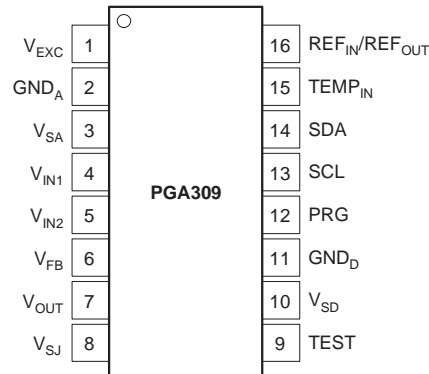 V_EXC 1
GND_A 2
V_SA 3
V_IN1 4
V_IN2 5
V_FB 6
V_OUT 7
V_SJ 8
PGA309
16 REF_IN/REF_OUT
15 TEMP_IN
14 SDA
13 SCL
12 PRG
11 GND_D
10 V_SD
9 TEST